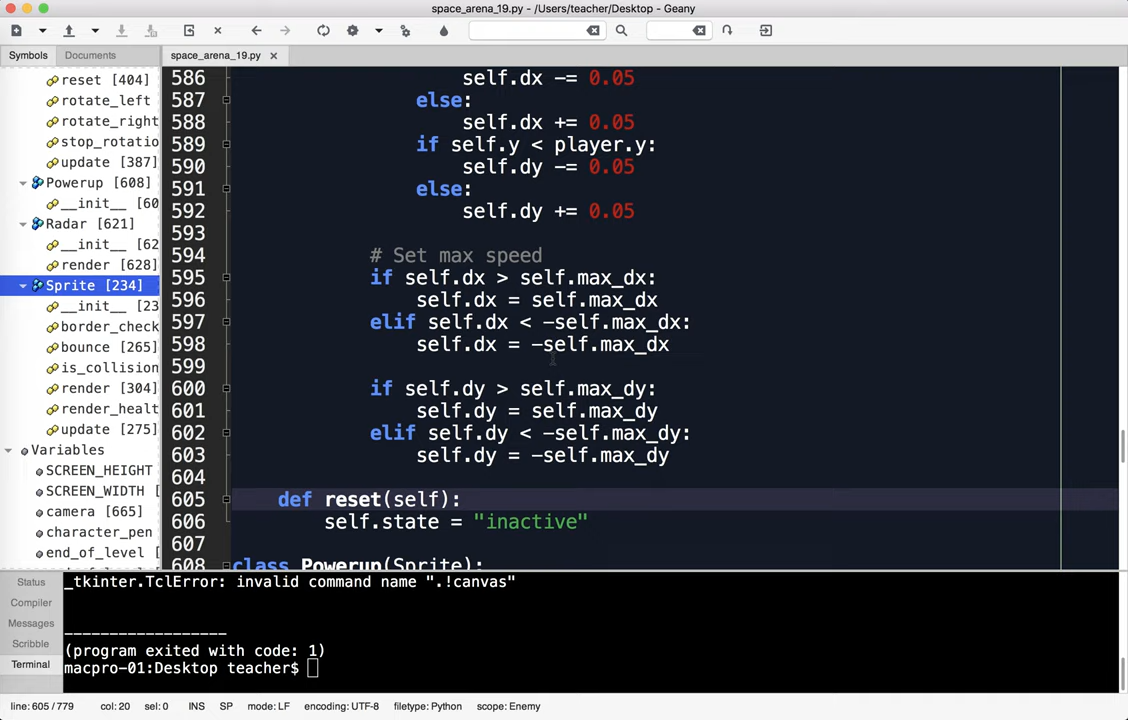 space_arena_19.py - /Users/teacher/Desktop - Geany
Symbols Documents
space_arena_19.py
reset [404]
rotate_left
rotate_right
stop_rotatio
update [387]
Powerup [608]
__init__ [60
Radar [621]
__init__ [62
render [628]
Sprite [234]
__init__ [23
border_check
bounce [265]
is_collision
render [304]
render_healt
update [275]
Variables
SCREEN_HEIGHT
SCREEN_WIDTH [
camera [665]
character_pen
end_of_level [
586 self.dx -= 0.05
587 else:
588 self.dx += 0.05
589 if self.y < player.y:
590 self.dy -= 0.05
591 else:
592 self.dy += 0.05
593
594 # Set max speed
595 if self.dx > self.max_dx:
596 self.dx = self.max_dx
597 elif self.dx < -self.max_dx:
598 self.dx = -self.max_dx
599
600 if self.dy > self.max_dy:
601 self.dy = self.max_dy
602 elif self.dy < -self.max_dy:
603 self.dy = -self.max_dy
604
605 def reset(self):
606 self.state = "inactive"
607
608 class Powerup(Sprite):
Status
Compiler
Messages
Scribble
Terminal
_tkinter.TclError: invalid command name ".!canvas"
------------------
(program exited with code: 1)
macpro-01:Desktop teacher$
line: 605 / 779 col: 20 sel: 0 INS SP mode: LF encoding: UTF-8 filetype: Python scope: Enemy